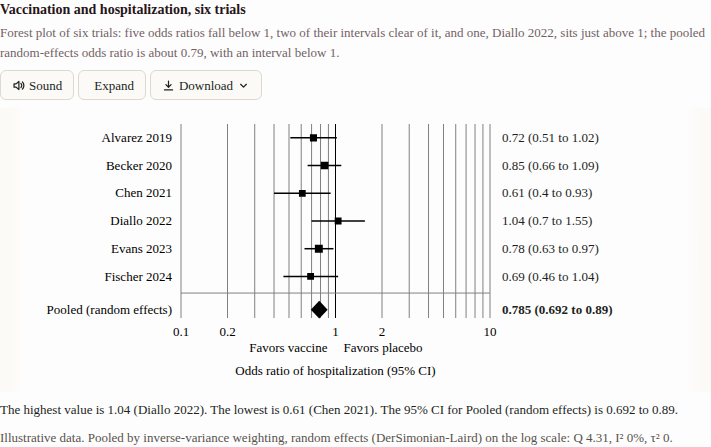 Vaccination and hospitalization, six trials
Forest plot of six trials: five odds ratios fall below 1, two of their intervals clear of it, and one, Diallo 2022, sits just above 1; the pooled
random-effects odds ratio is about 0.79, with an interval below 1.
Sound Expand Download
Alvarez 2019 0.72 (0.51 to 1.02)
Becker 2020 0.85 (0.66 to 1.09)
Chen 2021 0.61 (0.4 to 0.93)
Diallo 2022 1.04 (0.7 to 1.55)
Evans 2023 0.78 (0.63 to 0.97)
Fischer 2024 0.69 (0.46 to 1.04)
Pooled (random effects) 0.785 (0.692 to 0.89)
0.1 0.2 1 2 10
Favors vaccine Favors placebo
Odds ratio of hospitalization (95% CI)
The highest value is 1.04 (Diallo 2022). The lowest is 0.61 (Chen 2021). The 95% CI for Pooled (random effects) is 0.692 to 0.89.
Illustrative data. Pooled by inverse-variance weighting, random effects (DerSimonian-Laird) on the log scale: Q 4.31, I² 0%, τ² 0.